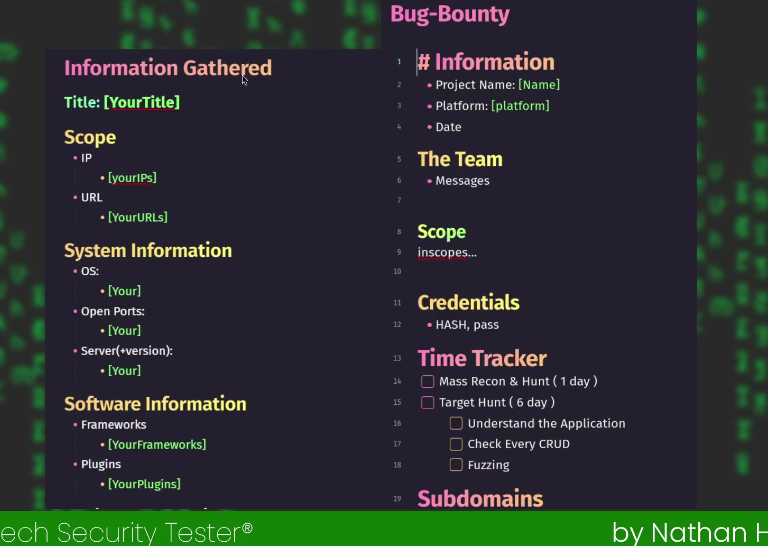 Information Gathered
Title: [YourTitle]
Scope
• IP
• [yourIPs]
• URL
• [YourURLs]
System Information
• OS:
• [Your]
• Open Ports:
• [Your]
• Server(+version):
• [Your]
Software Information
• Frameworks
• [YourFrameworks]
• Plugins
• [YourPlugins]
Bug-Bounty
1 # Information
2 • Project Name: [Name]
3 • Platform: [platform]
4 • Date
5 The Team
6 • Messages
7
8 Scope
9 inscopes...
10
11 Credentials
12 • HASH, pass
13 Time Tracker
14 Mass Recon & Hunt ( 1 day )
15 Target Hunt ( 6 day )
16 Understand the Application
17 Check Every CRUD
18 Fuzzing
19 Subdomains
ech Security Tester®
by Nathan H